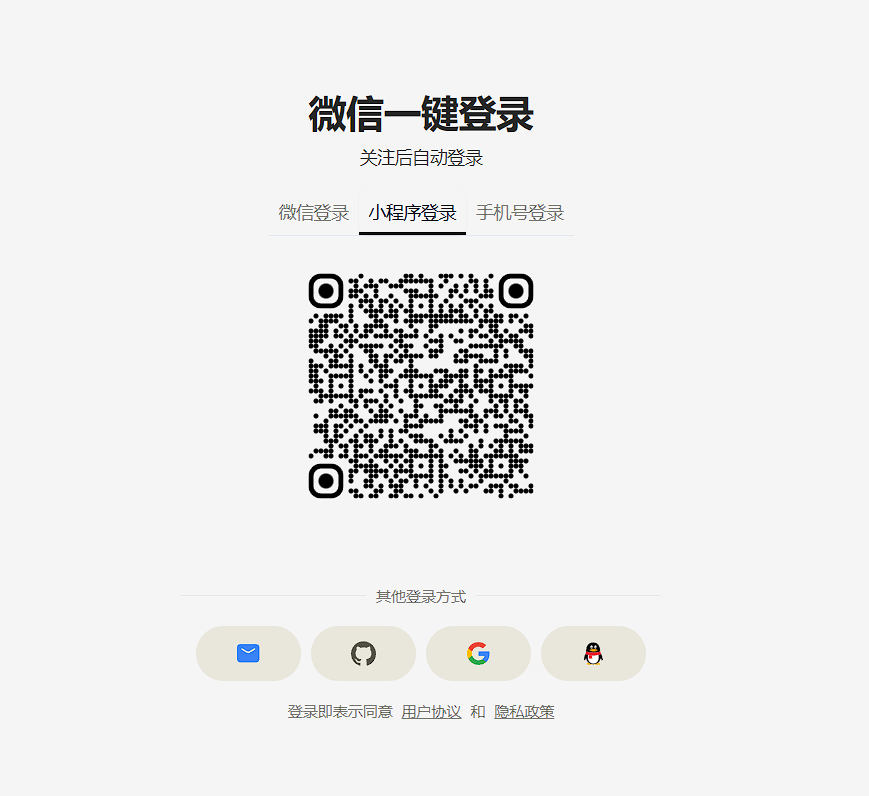 微信一键登录
关注后自动登录
微信登录 小程序登录 手机号登录
其他登录方式
登录即表示同意 用户协议 和 隐私政策